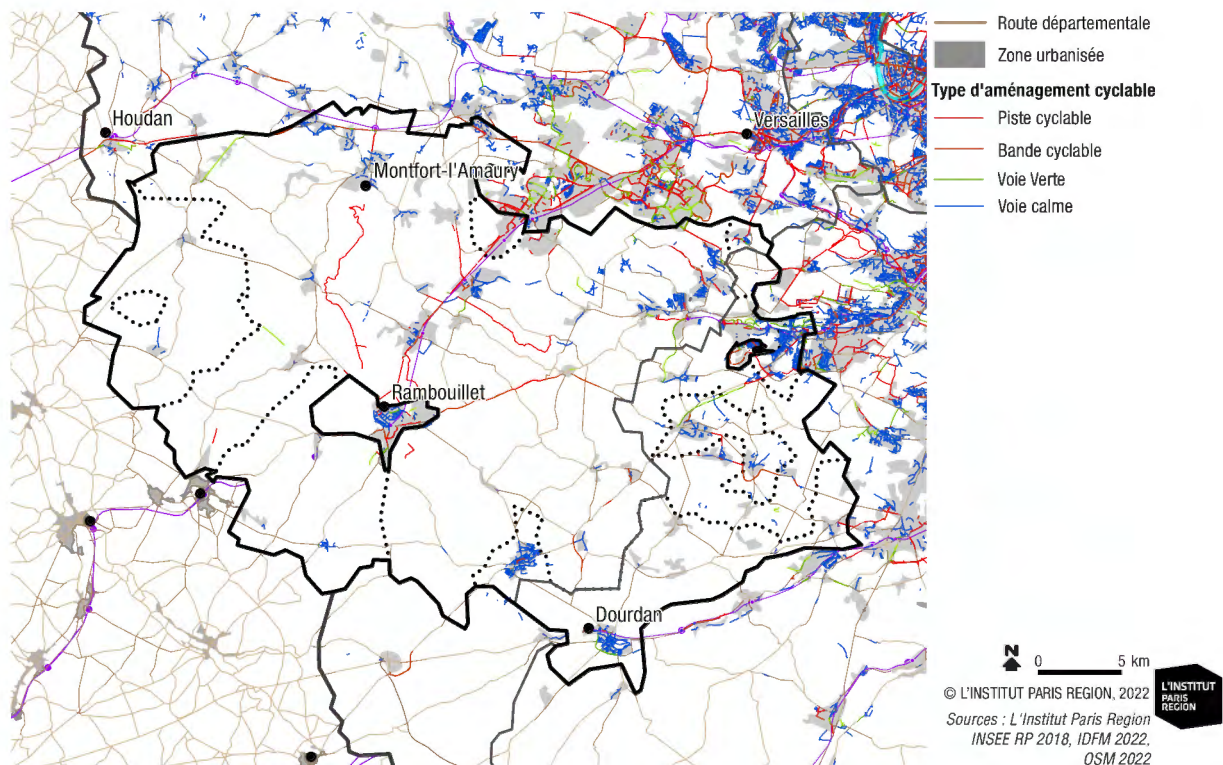 Houdan
Montfort-l'Amaury
Versailles
Rambouillet
Dourdan
Route départementale
Zone urbanisée
Type d'aménagement cyclable
Piste cyclable
Bande cyclable
Voie Verte
Voie calme
N
0 5 km
© L'INSTITUT PARIS REGION, 2022
Sources : L'Institut Paris Region
INSEE RP 2018, IDFM 2022,
OSM 2022
L'INSTITUT
PARIS
REGION